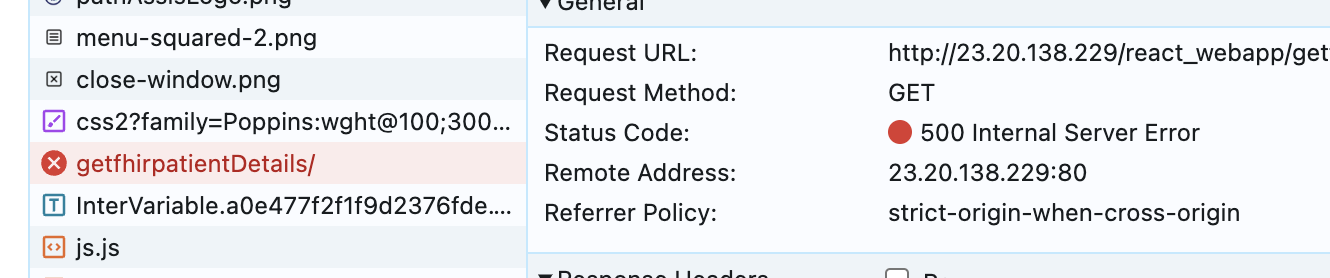 pathAssisLogo.png
menu-squared-2.png
close-window.png
css2?family=Poppins:wght@100;300...
getfhirpatientDetails/
InterVariable.a0e477f2f1f9d2376fde....
js.js
General
Request URL: http://23.20.138.229/react_webapp/get
Request Method: GET
Status Code: 500 Internal Server Error
Remote Address: 23.20.138.229:80
Referrer Policy: strict-origin-when-cross-origin
Response Headers